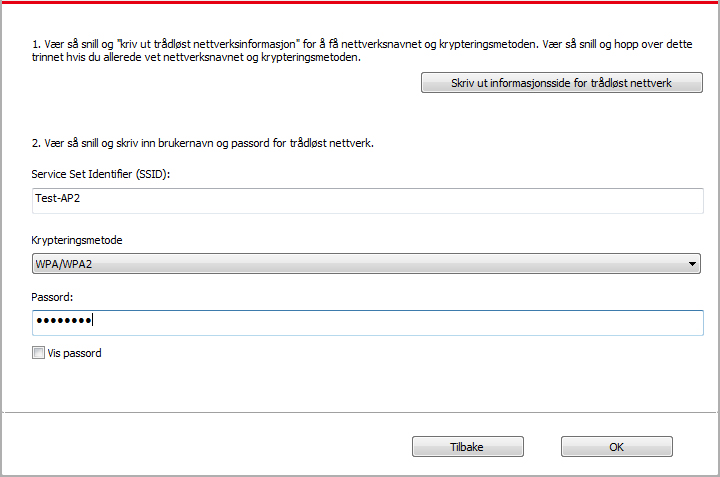 1. Vær så snill og "kriv ut trådløst nettverksinformasjon" for å få nettverksnavnet og krypteringsmetoden. Vær så snill og hopp over dette
trinnet hvis du allerede vet nettverksnavnet og krypteringsmetoden.
Skriv ut informasjonsside for trådløst nettverk
2. Vær så snill og skriv inn brukernavn og passord for trådløst nettverk.
Service Set Identifier (SSID):
Test-AP2
Krypteringsmetode
WPA/WPA2
Passord:
●●●●●●●●
Vis passord
Tilbake
OK